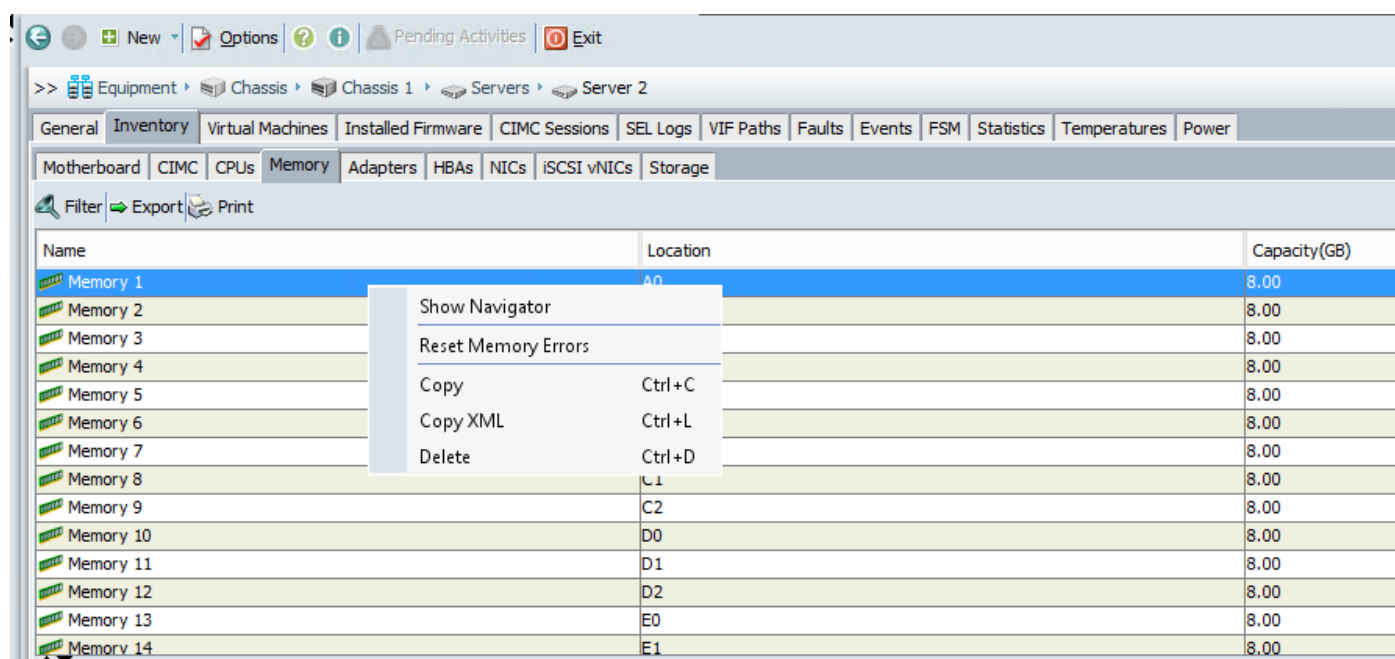 New Options Pending Activities Exit
>> Equipment Chassis Chassis 1 Servers Server 2
General Inventory Virtual Machines Installed Firmware CIMC Sessions SEL Logs VIF Paths Faults Events FSM Statistics Temperatures Power
Motherboard CIMC CPUs Memory Adapters HBAs NICs iSCSI vNICs Storage
Filter Export Print
Name Location Capacity(GB)
Memory 1 A0 8.00
Memory 2 8.00
Memory 3 8.00
Memory 4 8.00
Memory 5 8.00
Memory 6 8.00
Memory 7 8.00
Memory 8 C1 8.00
Memory 9 C2 8.00
Memory 10 D0 8.00
Memory 11 D1 8.00
Memory 12 D2 8.00
Memory 13 E0 8.00
Memory 14 E1 8.00
Show Navigator
Reset Memory Errors
Copy Ctrl+C
Copy XML Ctrl+L
Delete Ctrl+D